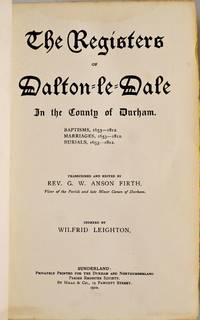 The Registers
OF
Dalton-le-Dale
In the County of Durham.
BAPTISMS, 1653—1812.
MARRIAGES, 1653—1812.
BURIALS, 1653—1812.
TRANSCRIBED AND EDITED BY
REV. G. W. ANSON FIRTH,
Vicar of the Parish and late Minor Canon of Durham.
INDEXED BY
WILFRID LEIGHTON,
SUNDERLAND:
PRIVATELY PRINTED FOR THE DURHAM AND NORTHUMBERLAND
PARISH REGISTER SOCIETY.
BY HILLS & CO., 19 FAWCETT STREET.
1910.